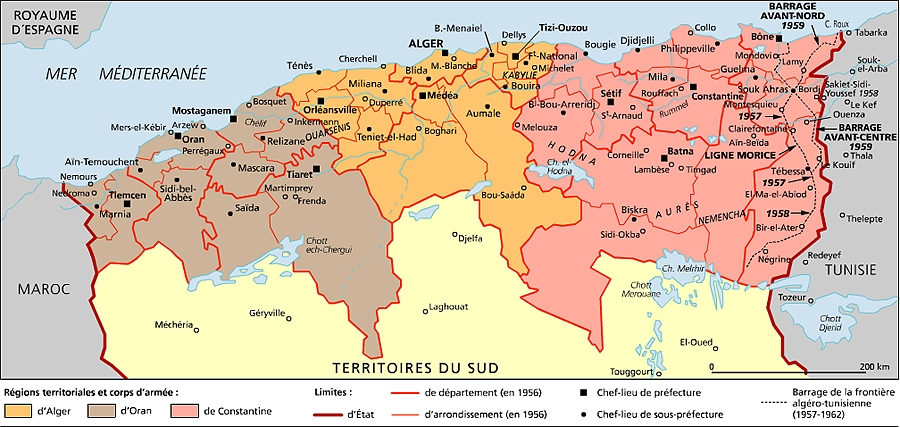 ROYAUME
D'ESPAGNE
MER MÉDITERRANÉE
MAROC
TUNISIE
TERRITOIRES DU SUD
BARRAGE
AVANT-NORD
1959
C. Roux
Tabarka
Collo
Bône
B.-Menaiel
Dellys
Tizi-Ouzou
ALGER
Bougie
Djidjelli
Philippeville
Mondovi
Lamy
Souk-
el-Arba
Cherchell
Blida
M.-Blanche
Ft-National
KABYLIE
Michelet
Ténès
Miliana
Bouira
Mila
Guelma
Souk Ahras
Bordj
Sakiet-Sidi-
Youssef 1958
Bosquet
Orléansville
Duperré
Médéa
Aumale
Bl-Bou-Arreridj
Sétif
Rouffach
Constantine
Rummel
Montesquieu
Le Kef
Mostaganem
Mers-el-Kébir
Arzew
Chélif
Inkermann
OUARSENIS
Teniet-el-Had
Boghari
Melouza
St-Arnaud
1957
Ouenza
Clairefontaine
BARRAGE
AVANT-CENTRE
1959
Oran
Perrégaux
Relizane
HODNA
Corneille
Batna
Aïn-Beïda
LIGNE MORICE
Thala
Kouif
Aïn-Temouchent
Nemours
Mascara
Tiaret
Ch. el
Hodna
Lambèse
Timgad
Tébessa
1957
Nedroma
Tlemcen
Sidi-bel-
Abbès
Martimprey
Frenda
Bou-Saâda
El-Ma-el-Abiod
Marnia
Saïda
Biskra
AURÈS
NEMENCHA
1958
Thelepte
Djelfa
Sidi-Okba
Bir-el-Ater
Chott
ech-Chergui
Négrine
Redeyef
Ch. Melrhir
Chott
Merouane
Tozeur
Chott
Djerid
Méchéria
Géryville
Laghouat
El-Oued
Touggourt
0 200 km
Régions territoriales et corps d'armée :
d'Alger
d'Oran
de Constantine
Limites :
d'État
de département (en 1956)
d'arrondissement (en 1956)
Chef-lieu de préfecture
Chef-lieu de sous-préfecture
Barrage de la frontière
algéro-tunisienne
(1957-1962)